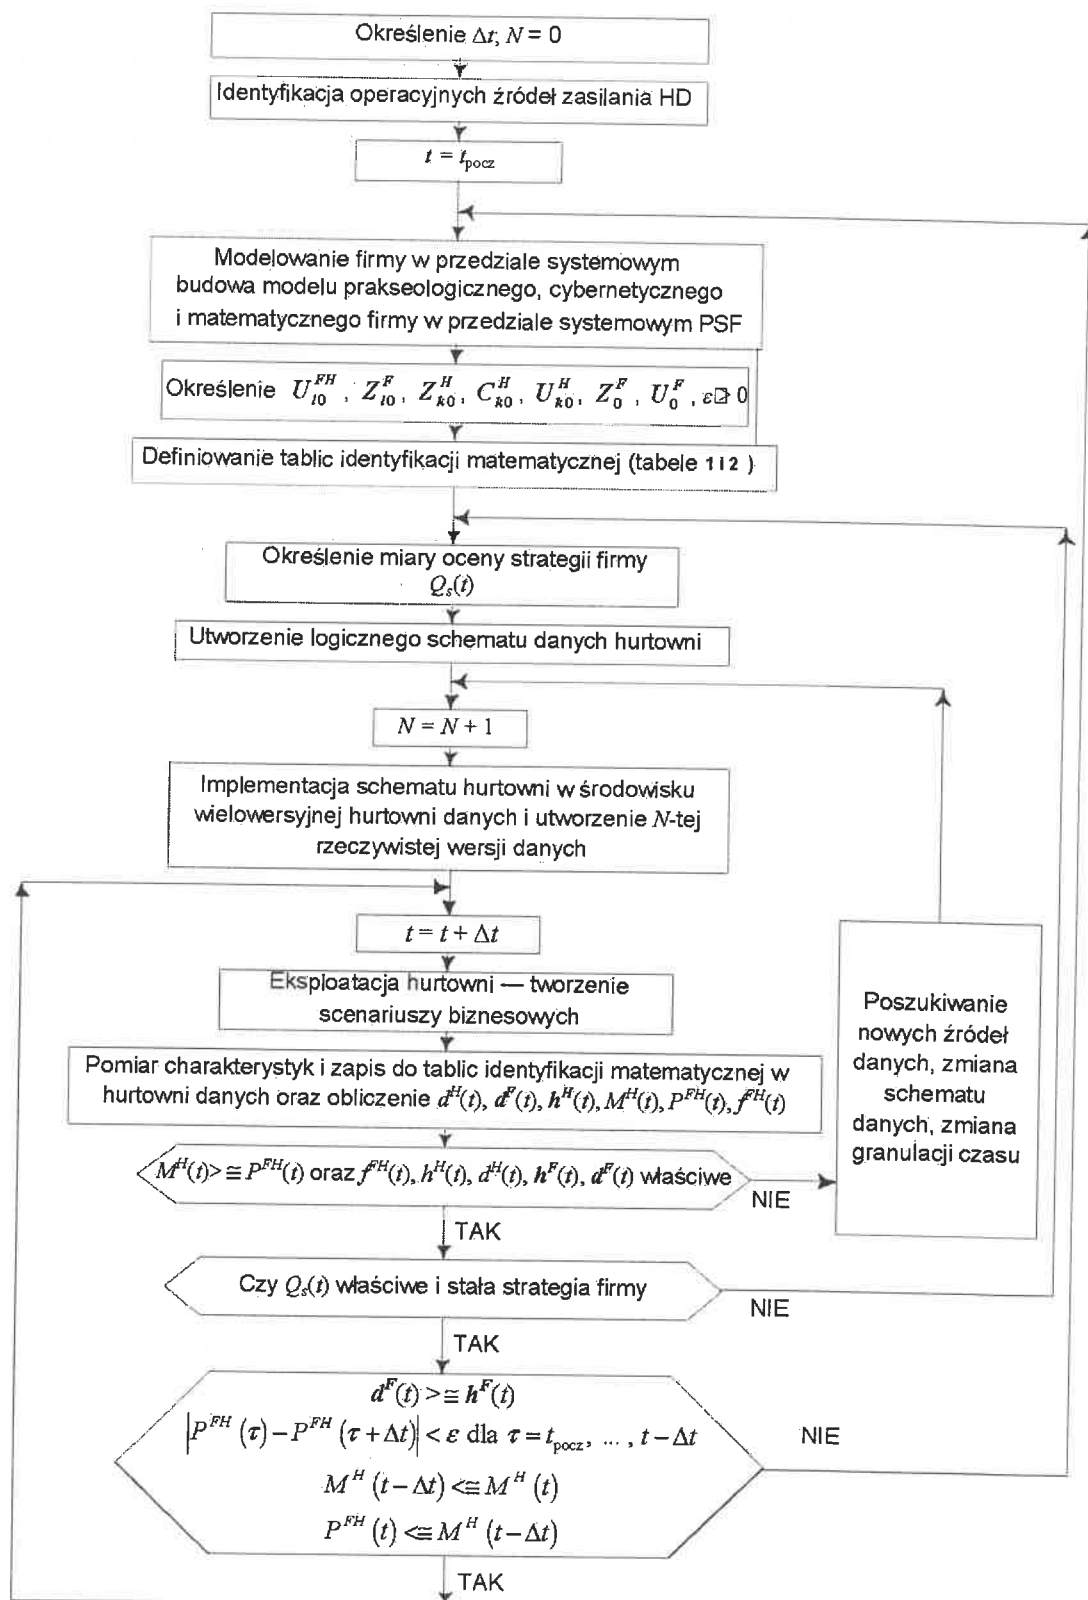 Określenie Δt; N = 0
Identyfikacja operacyjnych źródeł zasilania HD
t = t_pocz
Modelowanie firmy w przedziale systemowym
budowa modelu prakseologicznego, cybernetycznego
i matematycznego firmy w przedziale systemowym PSF
Określenie U_{i0}^{FH}, Z_{i0}^{F}, Z_{k0}^{H}, C_{k0}^{H}, U_{k0}^{H}, Z_{0}^{F}, U_{0}^{F}, ε > 0
Definiowanie tablic identyfikacji matematycznej (tabele 1 i 2 )
Określenie miary oceny strategii firmy
Q_s(t)
Utworzenie logicznego schematu danych hurtowni
N = N + 1
Implementacja schematu hurtowni w środowisku
wielowersyjnej hurtowni danych i utworzenie N-tej
rzeczywistej wersji danych
t = t + Δt
Eksploatacja hurtowni — tworzenie
scenariuszy biznesowych
Pomiar charakterystyk i zapis do tablic identyfikacji matematycznej w
hurtowni danych oraz obliczenie d^H(t), d^F(t), h^H(t), M^H(t), P^{FH}(t), f^{FH}(t)
M^H(t) >≅ P^{FH}(t) oraz f^{FH}(t), h^H(t), d^H(t), h^F(t), d^F(t) właściwe
NIE
Poszukiwanie
nowych źródeł
danych, zmiana
schematu
danych, zmiana
granulacji czasu
TAK
Czy Q_s(t) właściwe i stała strategia firmy
NIE
TAK
d^F(t) >≅ h^F(t)
|P^{FH}(τ) – P^{FH}(τ + Δt)| < ε dla τ = t_pocz, ..., t – Δt
M^H(t – Δt) <≅ M^H(t)
P^{FH}(t) <≅ M^H(t – Δt)
NIE
TAK